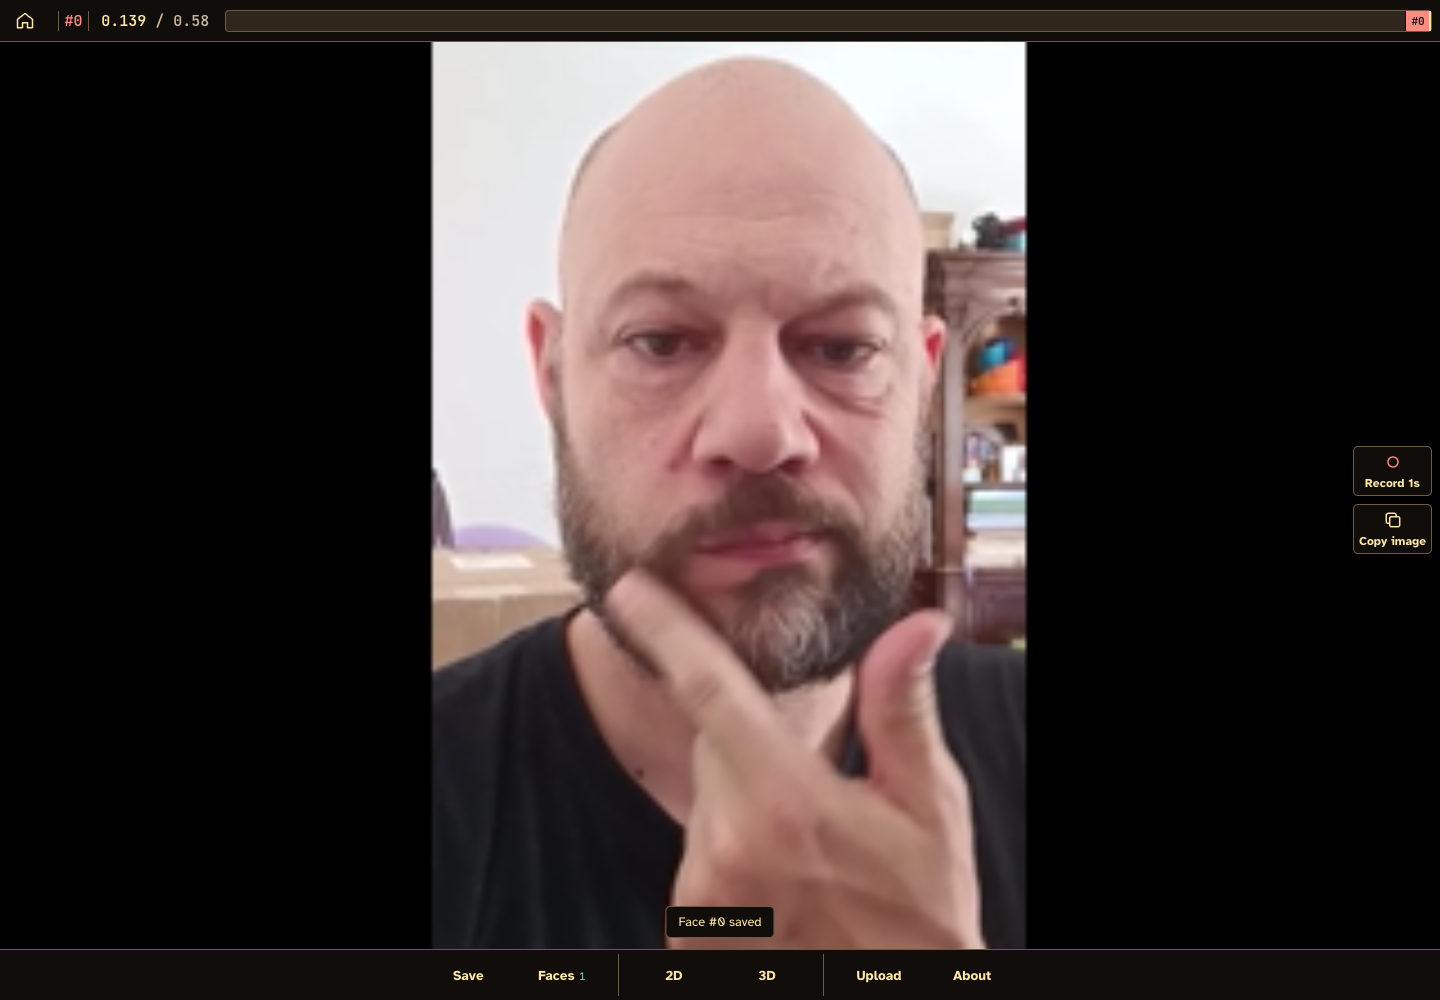 #0 0.139 / 0.58 #0
Record 1s
Copy image
Face #0 saved
Save Faces 1 2D 3D Upload About